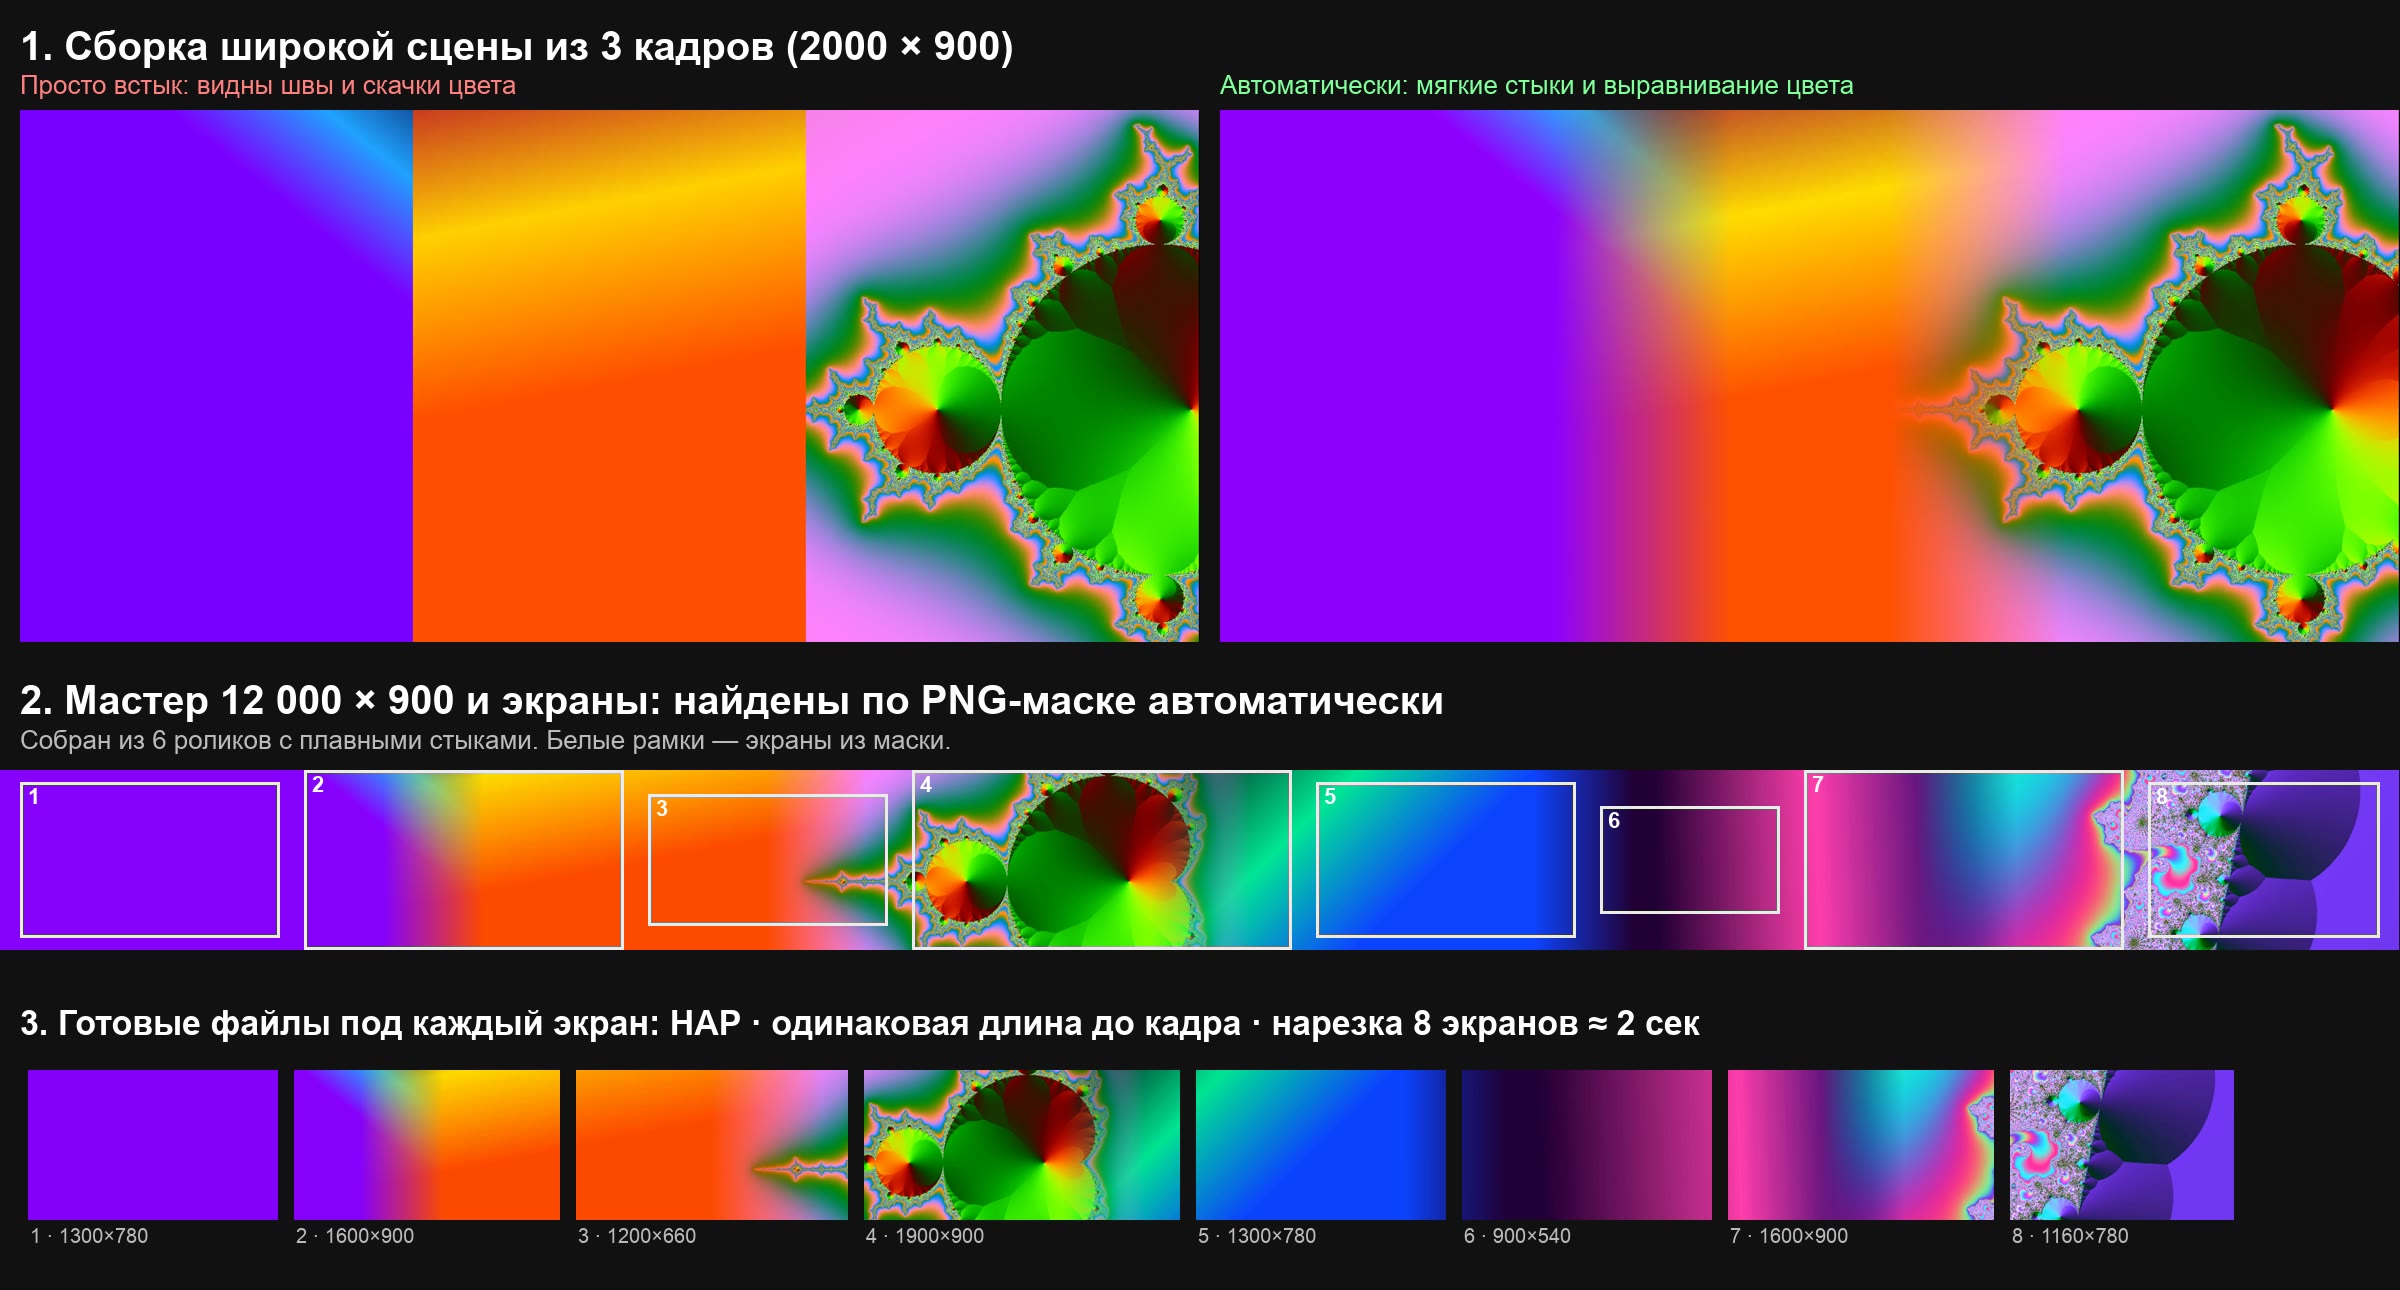 1. Сборка широкой сцены из 3 кадров (2000 × 900)
Просто встык: видны швы и скачки цвета
Автоматически: мягкие стыки и выравнивание цвета
2. Мастер 12 000 × 900 и экраны: найдены по PNG-маске автоматически
Собран из 6 роликов с плавными стыками. Белые рамки — экраны из маски.
1
2
3
4
5
6
7
8
3. Готовые файлы под каждый экран: HAP · одинаковая длина до кадра · нарезка 8 экранов ≈ 2 сек
1 · 1300×780
2 · 1600×900
3 · 1200×660
4 · 1900×900
5 · 1300×780
6 · 900×540
7 · 1600×900
8 · 1160×780